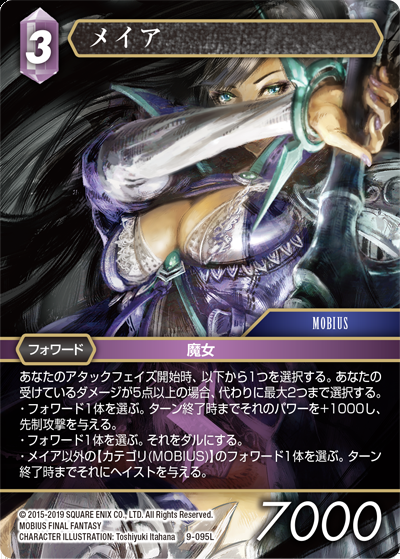 3
メイア
MOBIUS
フォワード
魔女
あなたのアタックフェイズ開始時、以下から1つを選択する。あなたの
受けているダメージが5点以上の場合、代わりに最大2つまで選択する。
・フォワード1体を選ぶ。ターン終了時までそれのパワーを+1000し、
先制攻撃を与える。
・フォワード1体を選ぶ。それをダルにする。
・メイア以外の【カテゴリ(MOBIUS)】のフォワード1体を選ぶ。ターン
終了時までそれにヘイストを与える。
© 2015-2019 SQUARE ENIX CO., LTD. All Rights Reserved.
MOBIUS FINAL FANTASY
CHARACTER ILLUSTRATION: Toshiyuki Itahana
9-095L
7000